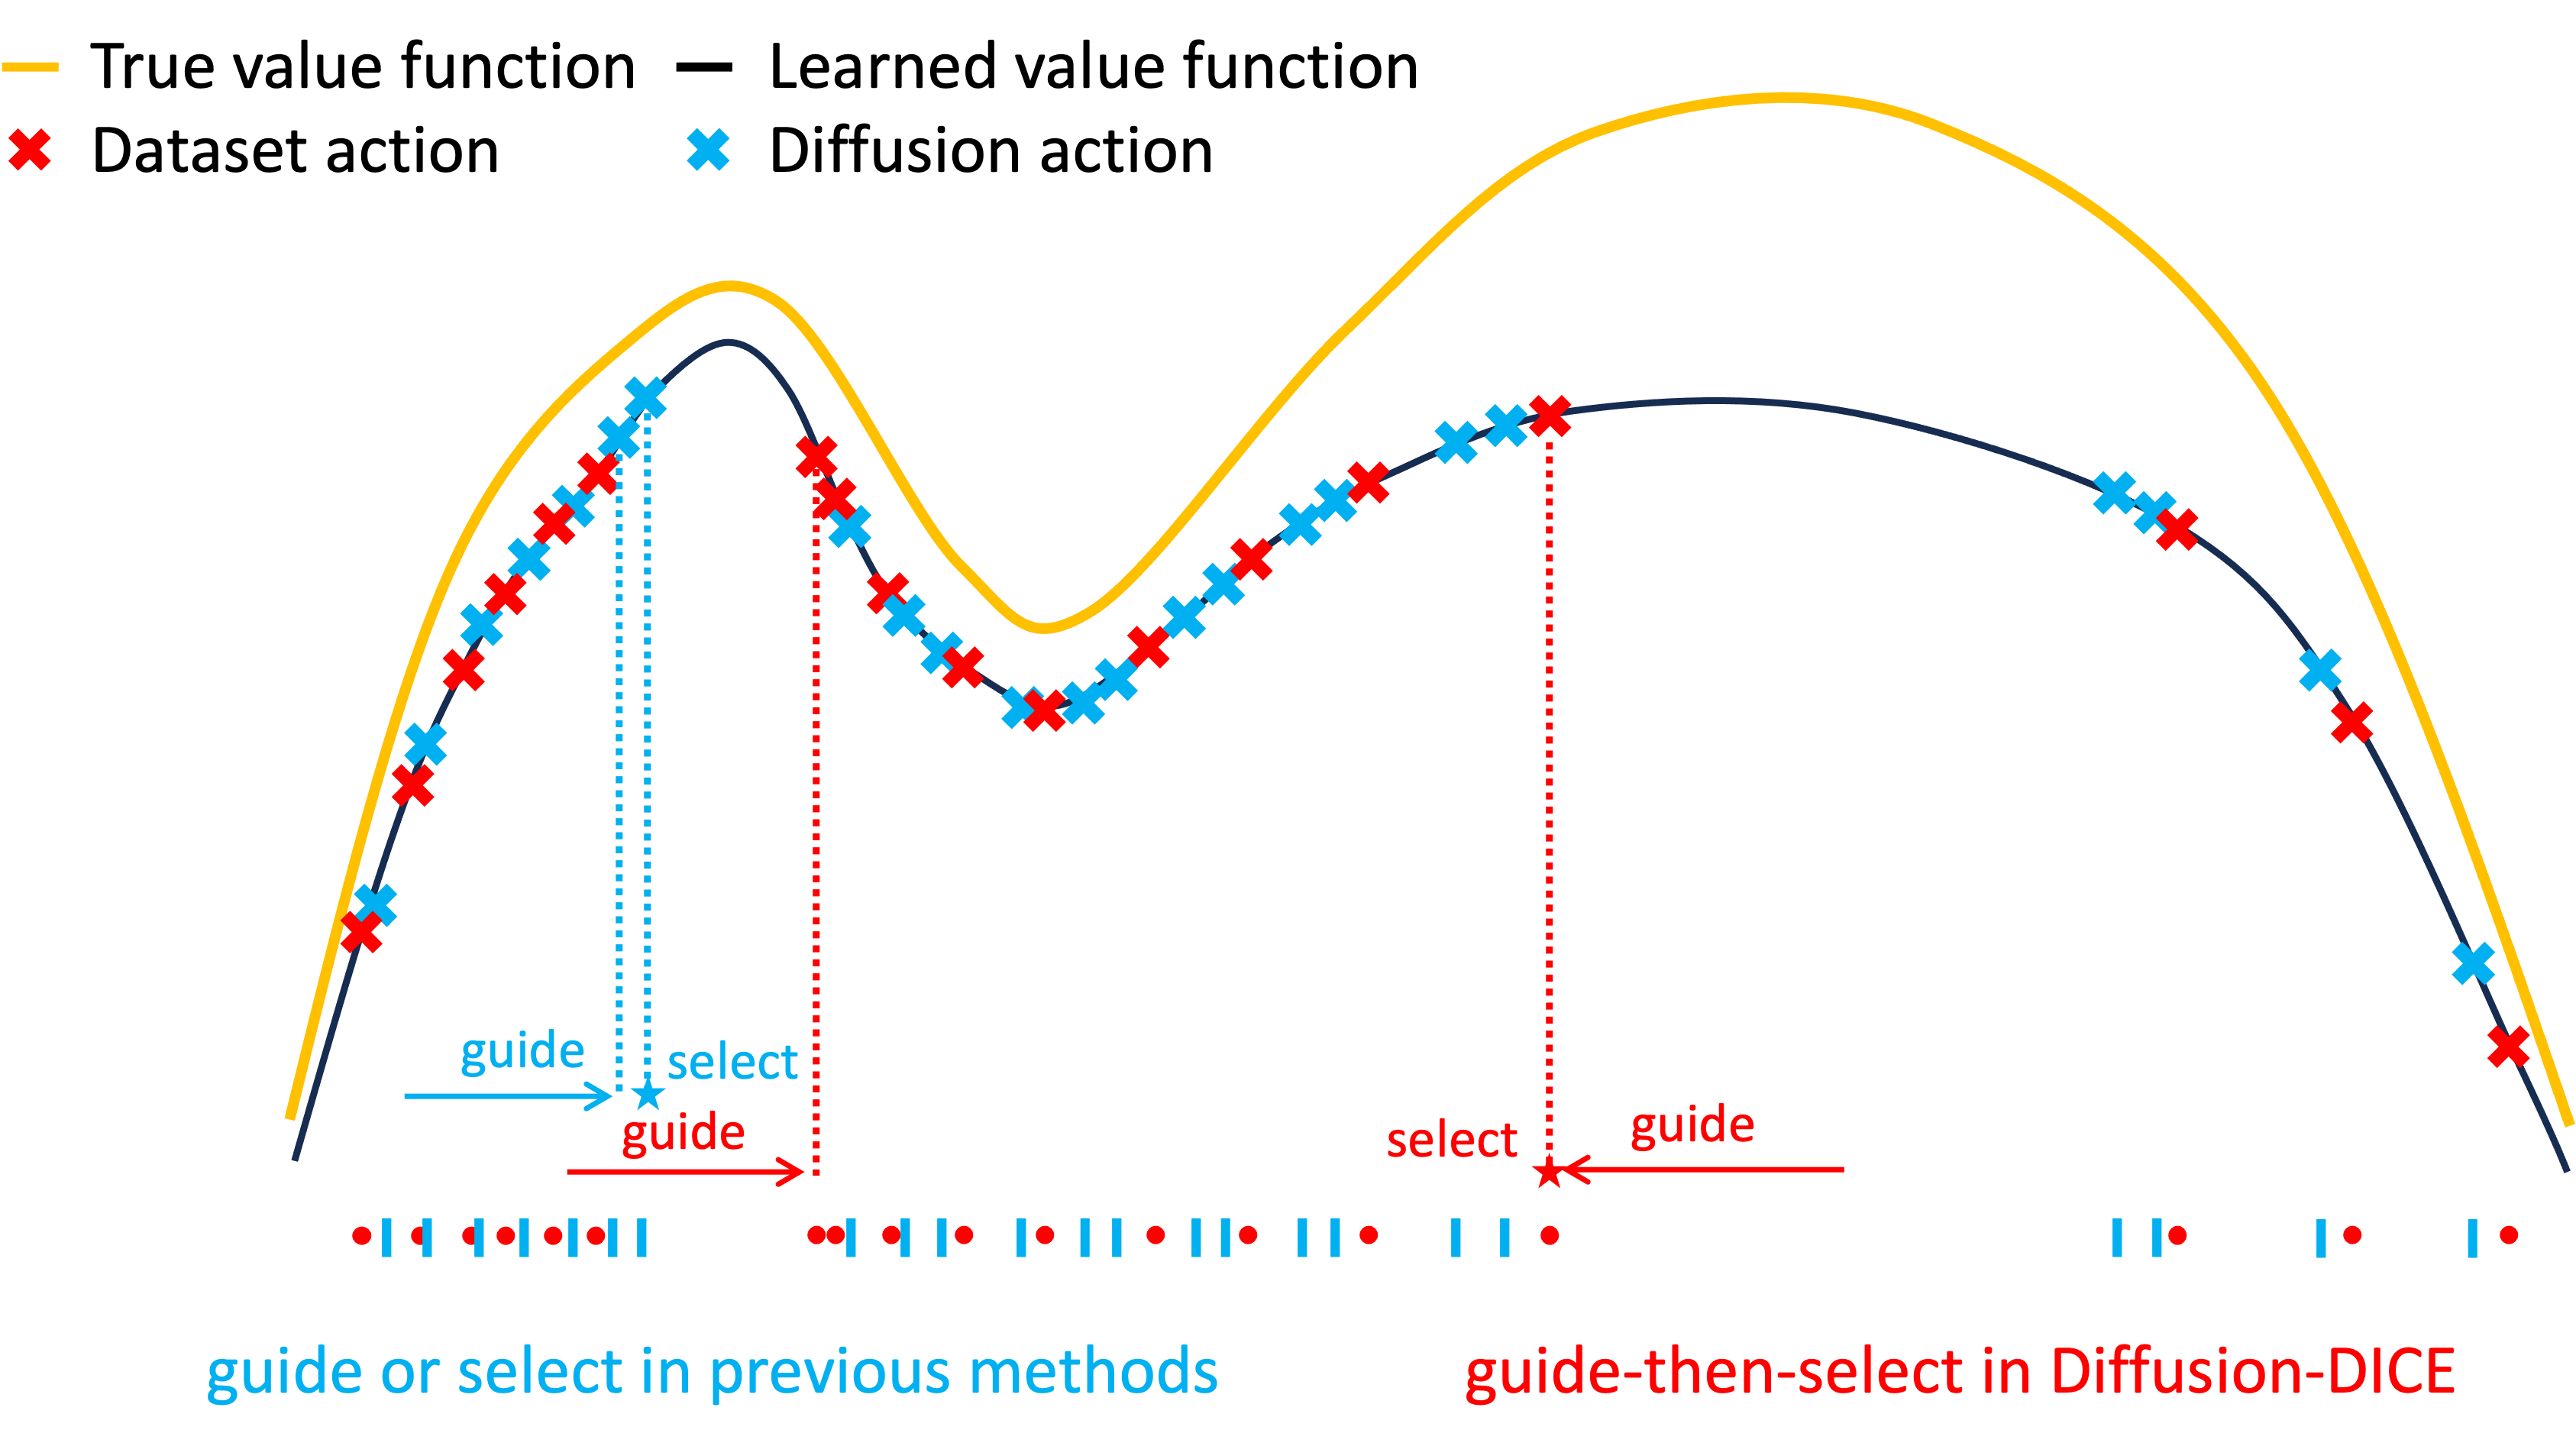 True value function
Learned value function
Dataset action
Diffusion action
guide
select
guide
select
guide
guide or select in previous methods
guide-then-select in Diffusion-DICE